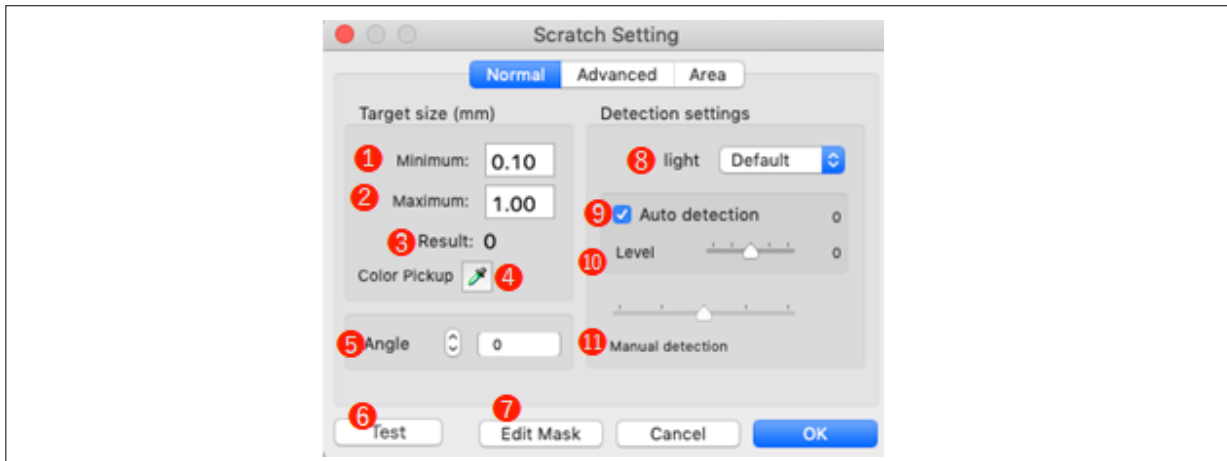 Scratch Setting
Normal Advanced Area
Target size (mm)
Detection settings
1 Minimum: 0.10
2 Maximum: 1.00
3 Result: 0
Color Pickup 4
5 Angle 0
8 light Default
9 Auto detection 0
10 Level 0
11 Manual detection
6 Test
7 Edit Mask
Cancel
OK